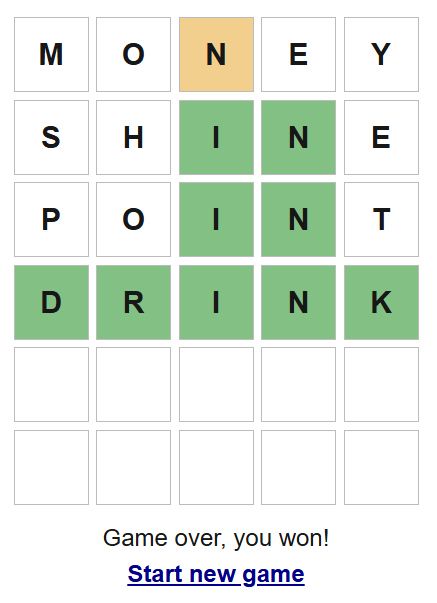 M O N E Y
S H I N E
P O I N T
D R I N K
Game over, you won!
Start new game